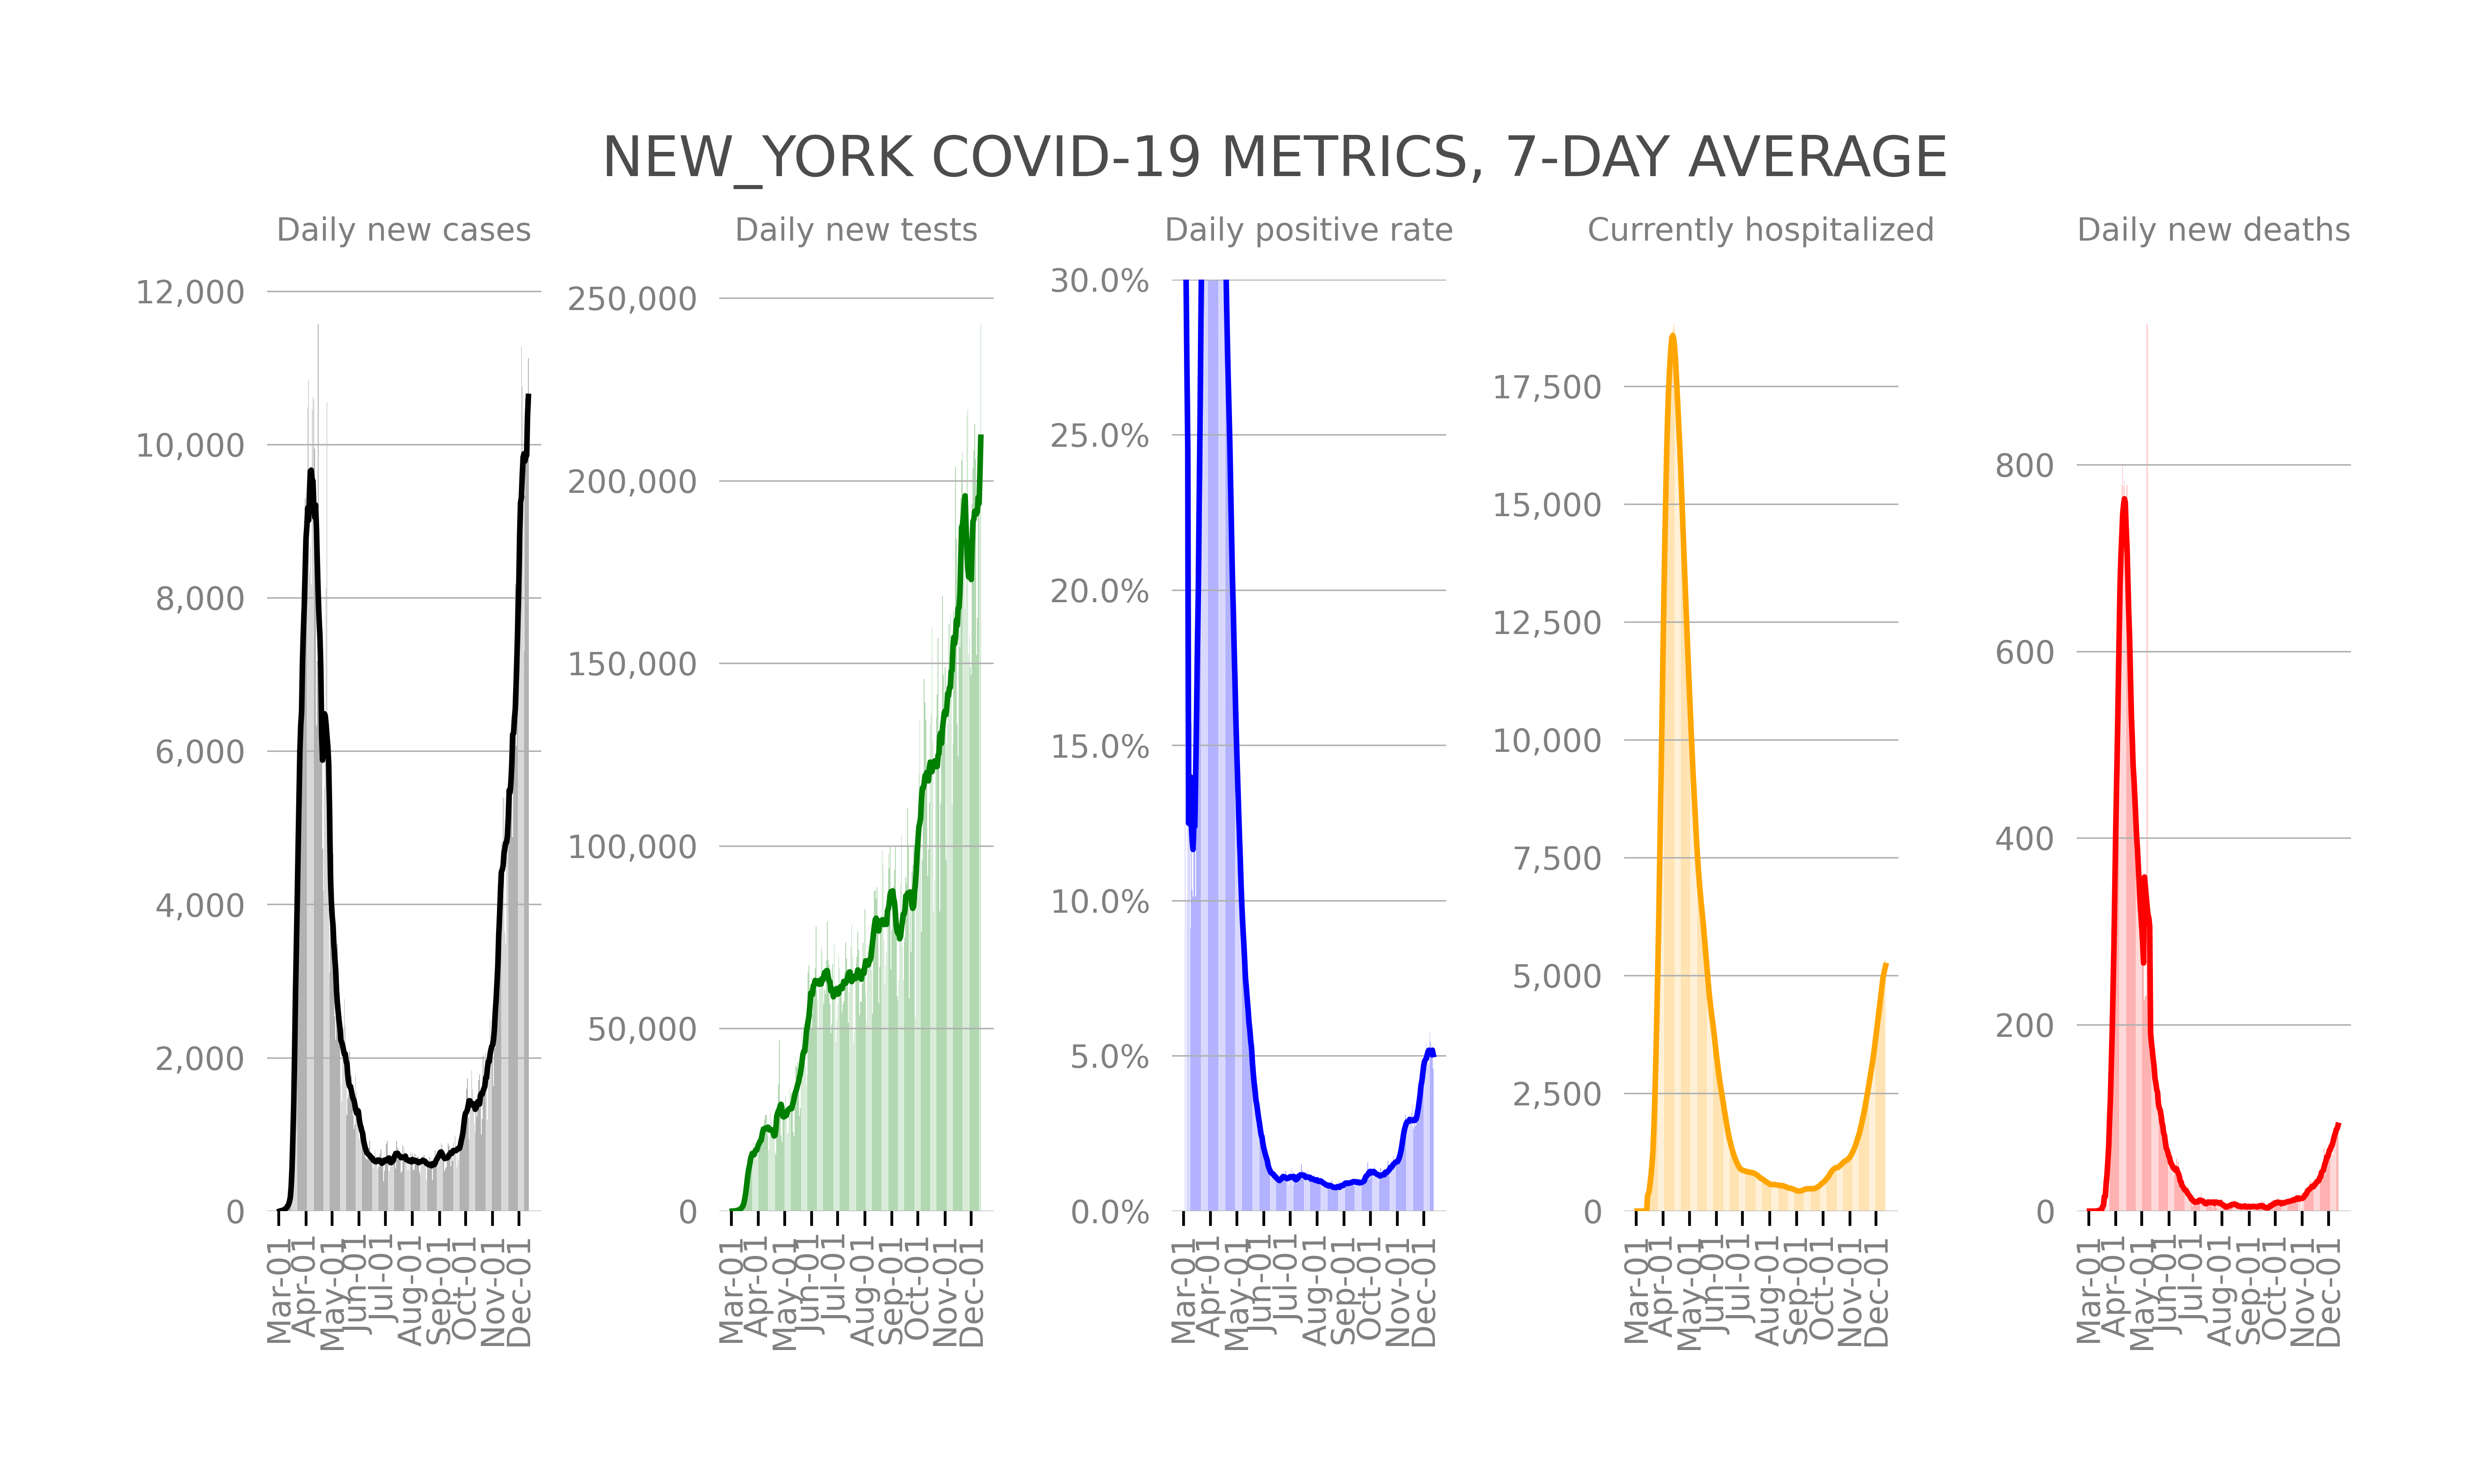 NEW_YORK COVID-19 METRICS, 7-DAY AVERAGE
Daily new cases
12,000
10,000
8,000
6,000
4,000
2,000
0
Mar-01
Apr-01
May-01
Jun-01
Jul-01
Aug-01
Sep-01
Oct-01
Nov-01
Dec-01
Daily new tests
250,000
200,000
150,000
100,000
50,000
0
Mar-01
Apr-01
May-01
Jun-01
Jul-01
Aug-01
Sep-01
Oct-01
Nov-01
Dec-01
Daily positive rate
30.0%
25.0%
20.0%
15.0%
10.0%
5.0%
0.0%
Mar-01
Apr-01
May-01
Jun-01
Jul-01
Aug-01
Sep-01
Oct-01
Nov-01
Dec-01
Currently hospitalized
17,500
15,000
12,500
10,000
7,500
5,000
2,500
0
Mar-01
Apr-01
May-01
Jun-01
Jul-01
Aug-01
Sep-01
Oct-01
Nov-01
Dec-01
Daily new deaths
800
600
400
200
0
Mar-01
Apr-01
May-01
Jun-01
Jul-01
Aug-01
Sep-01
Oct-01
Nov-01
Dec-01